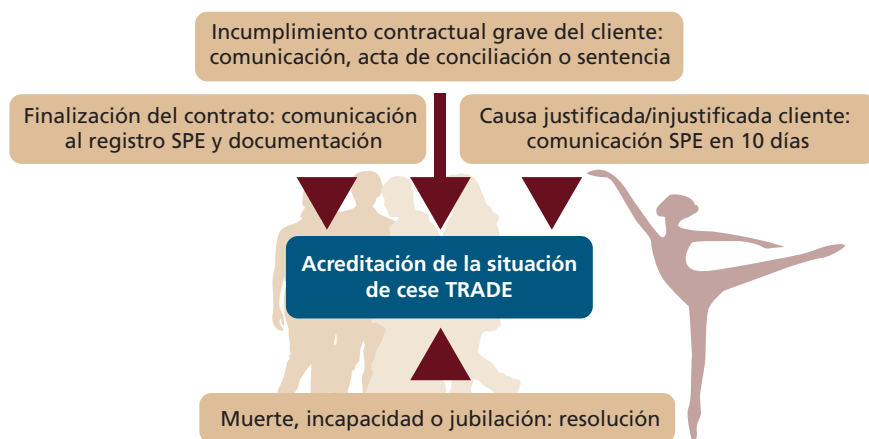 Incumplimiento contractual grave del cliente:
comunicación, acta de conciliación o sentencia
Finalización del contrato: comunicación
al registro SPE y documentación
Causa justificada/injustificada cliente:
comunicación SPE en 10 días
Acreditación de la situación
de cese TRADE
Muerte, incapacidad o jubilación: resolución